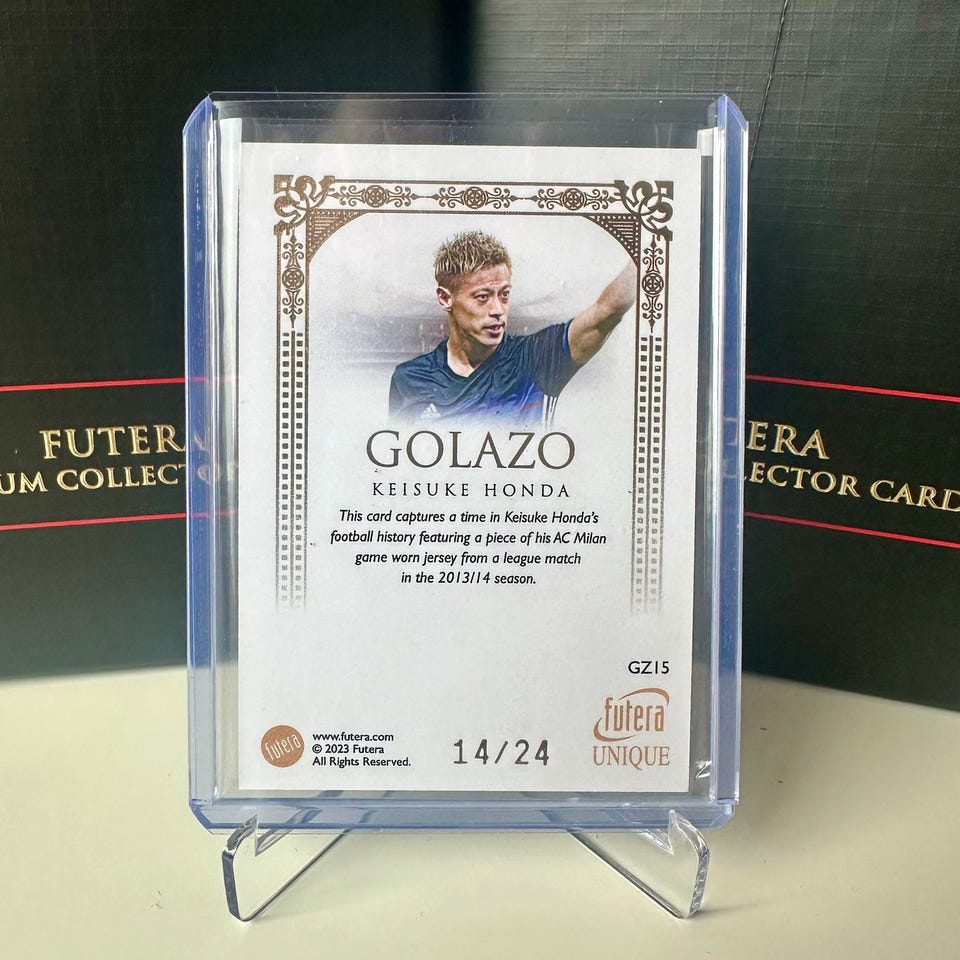 FUTERA
UM COLLECT
ERA
LECTOR CARD
GOLAZO
KEISUKE HONDA
This card captures a time in Keisuke Honda's
football history featuring a piece of his AC Milan
game worn jersey from a league match
in the 2013/14 season.
GZ15
futera
UNIQUE
futera
www.futera.com
© 2023 Futera
All Rights Reserved.
14/24